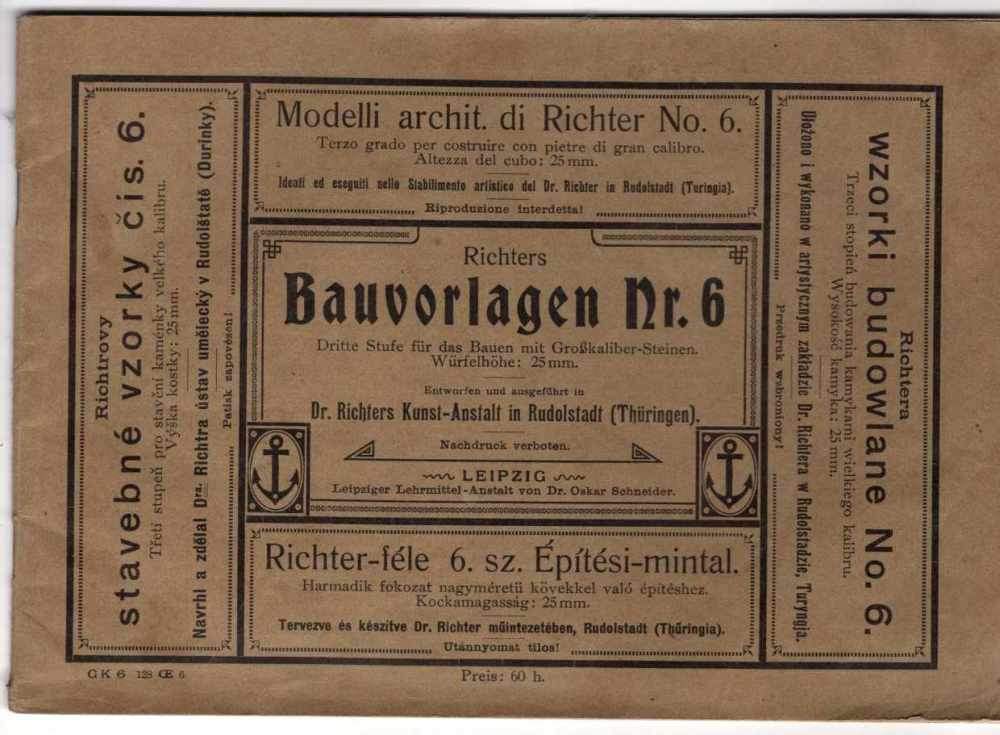 Richtrovy
stavebné vzorky čis. 6.
Třetí stupeň pro stavění kaménky velkého kalibru.
Výška kostky: 25 mm.
Navrhl a zdělal Dra. Richtra ústav umělecký v Rudolštatě (Durinky).
Patisk zapovězen!
Modelli archit. di Richter No. 6.
Terzo grado per costruire con pietre di gran calibro.
Altezza del cubo: 25 mm.
Ideati ed eseguiti nello Stabilimento artistico del Dr. Richter in Rudolstadt (Turingia).
Riproduzione interdetta!
Richters
Bauvorlagen Nr. 6
Dritte Stufe für das Bauen mit Großkaliber-Steinen.
Würfelhöhe: 25 mm.
Entworfen und ausgeführt in
Dr. Richters Kunst-Anstalt in Rudolstadt (Thüringen).
Nachdruck verboten.
LEIPZIG
Leipziger Lehrmittel-Anstalt von Dr. Oskar Schneider.
Richter-féle 6. sz. Építési-mintal.
Harmadik fokozat nagyméretű kövekkel való építéshez.
Kockamagasság: 25 mm.
Tervezve és készítve Dr. Richter műintezetében, Rudolstadt (Thüringia).
Utánnyomat tilos!
Richtera
wzorki budowlane No. 6.
Trzeci stopień budowania kamykami wielkiego kalibru.
Wysokość kamyka: 25 mm.
Ułożono i wykonano w artystycznym zakładzie Dr. Richtera w Rudolstadzie, Turyngja.
Przedruk wzbroniony!
GK 6 128 Œ 6
Preis: 60 h.